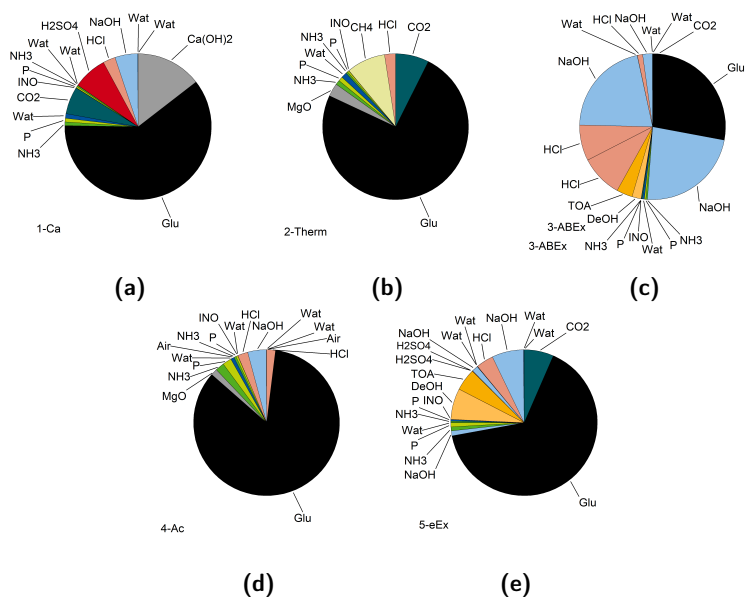 H2SO4
NaOH
Wat
Wat
Wat
HCl
Ca(OH)2
Wat
Wat
NH3
P
INO
CO2
Wat
P
NH3
Glu
1-Ca
(a)
INO
CH4
HCl
CO2
NH3
P
Wat
P
NH3
MgO
Glu
2-Therm
(b)
Wat
HCl
NaOH
Wat
Wat
CO2
NaOH
Glu
HCl
HCl
NaOH
TOA
DeOH
3-ABEx
3-ABEx
NH3
P
INO
Wat
P
NH3
(c)
INO
P
Wat
HCl
NaOH
Wat
Wat
Air
HCl
NH3
Air
Wat
P
NH3
MgO
Glu
4-Ac
(d)
NaOH
Wat
Wat
HCl
NaOH
Wat
Wat
CO2
H2SO4
H2SO4
TOA
DeOH
P
INO
NH3
Wat
P
NH3
NaOH
Glu
5-eEx
(e)